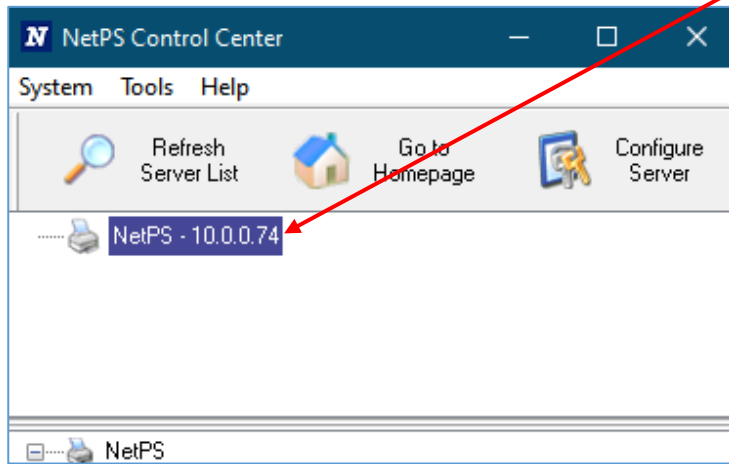 NetPS Control Center
System Tools Help
Refresh
Server List
Go to
Homepage
Configure
Server
NetPS - 10.0.0.74
NetPS